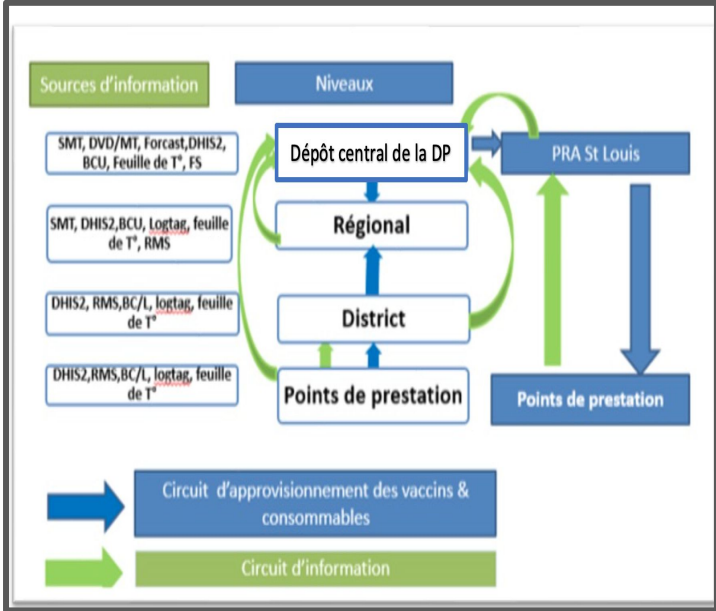 Sources d'information
Niveaux
SMT, DVD/MT, Forcast,DHIS2,
BCU, Feuille de T°, FS
Dépôt central de la DP
PRA St Louis
SMT, DHIS2,BCU, Logtag, feuille
de T°, RMS
Régional
DHIS2, RMS,BC/L, logtag, feuille
de T°
District
DHIS2,RMS,BC/L, logtag, feuille
de T°
Points de prestation
Points de prestation
Circuit d'approvisionnement des vaccins &
consommables
Circuit d'information